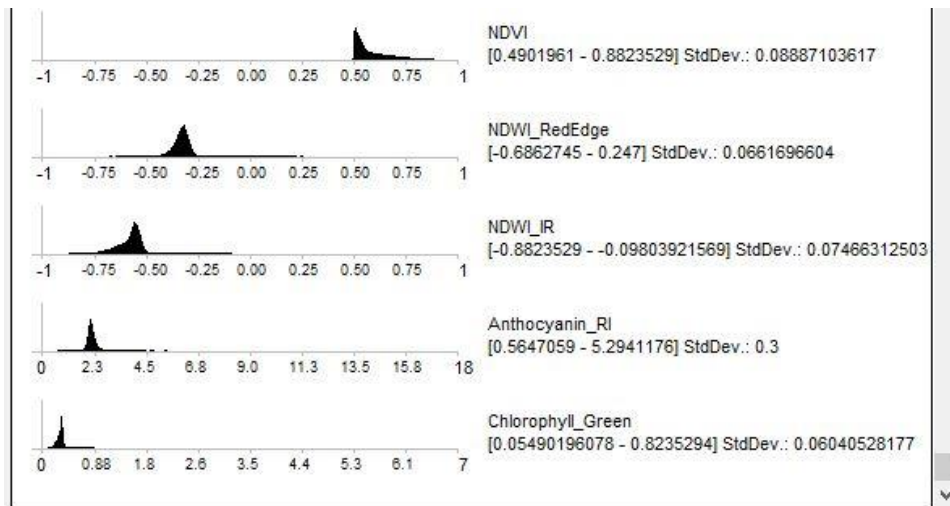 NDVI
[0.4901961 - 0.8823529] StdDev.: 0.08887103617
-1 -0.75 -0.50 -0.25 0.00 0.25 0.50 0.75 1
NDWI_RedEdge
[-0.6862745 - 0.247] StdDev.: 0.0661696604
-1 -0.75 -0.50 -0.25 0.00 0.25 0.50 0.75 1
NDWI_IR
[-0.8823529 - -0.09803921569] StdDev.: 0.07466312503
-1 -0.75 -0.50 -0.25 0.00 0.25 0.50 0.75 1
Anthocyanin_RI
[0.5647059 - 5.2941176] StdDev.: 0.3
0 2.3 4.5 6.8 9.0 11.3 13.5 15.8 18
Chlorophyll_Green
[0.05490196078 - 0.8235294] StdDev.: 0.06040528177
0 0.88 1.8 2.6 3.5 4.4 5.3 6.1 7